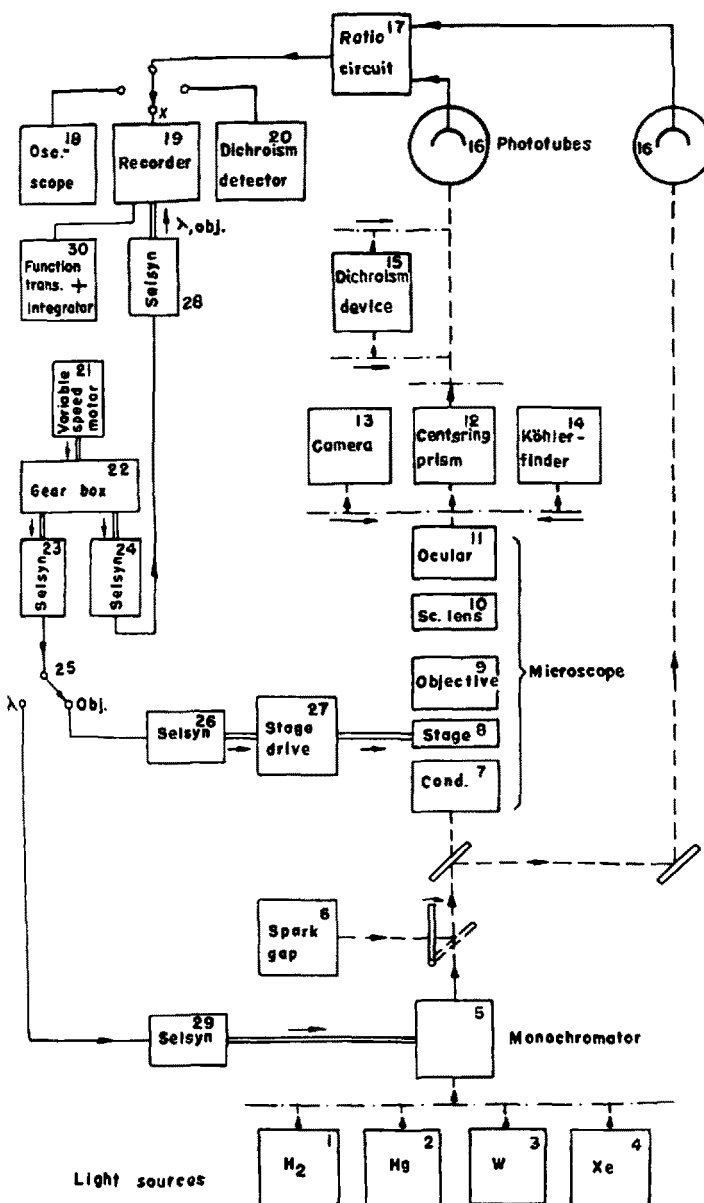 17
Ratio
circuit
x
18
Osc.-
scope
19
Recorder
20
Dichroism
detector
16
Phototubes
16
λ, obj.
30
Function
trans. +
integrator
Selsyn
28
15
Dichroism
device
21
Variable
speed
motor
22
Gear box
23
Selsyn
24
Selsyn
13
Camera
12
Centering
prism
14
Köhler-
finder
11
Ocular
10
Sc. lens
9
Objective
8
Stage
7
Cond.
Microscope
25
λ
Obj.
26
Selsyn
27
Stage
drive
6
Spark
gap
29
Selsyn
5
Monochromator
Light sources
1
H2
2
Hg
3
W
4
Xe